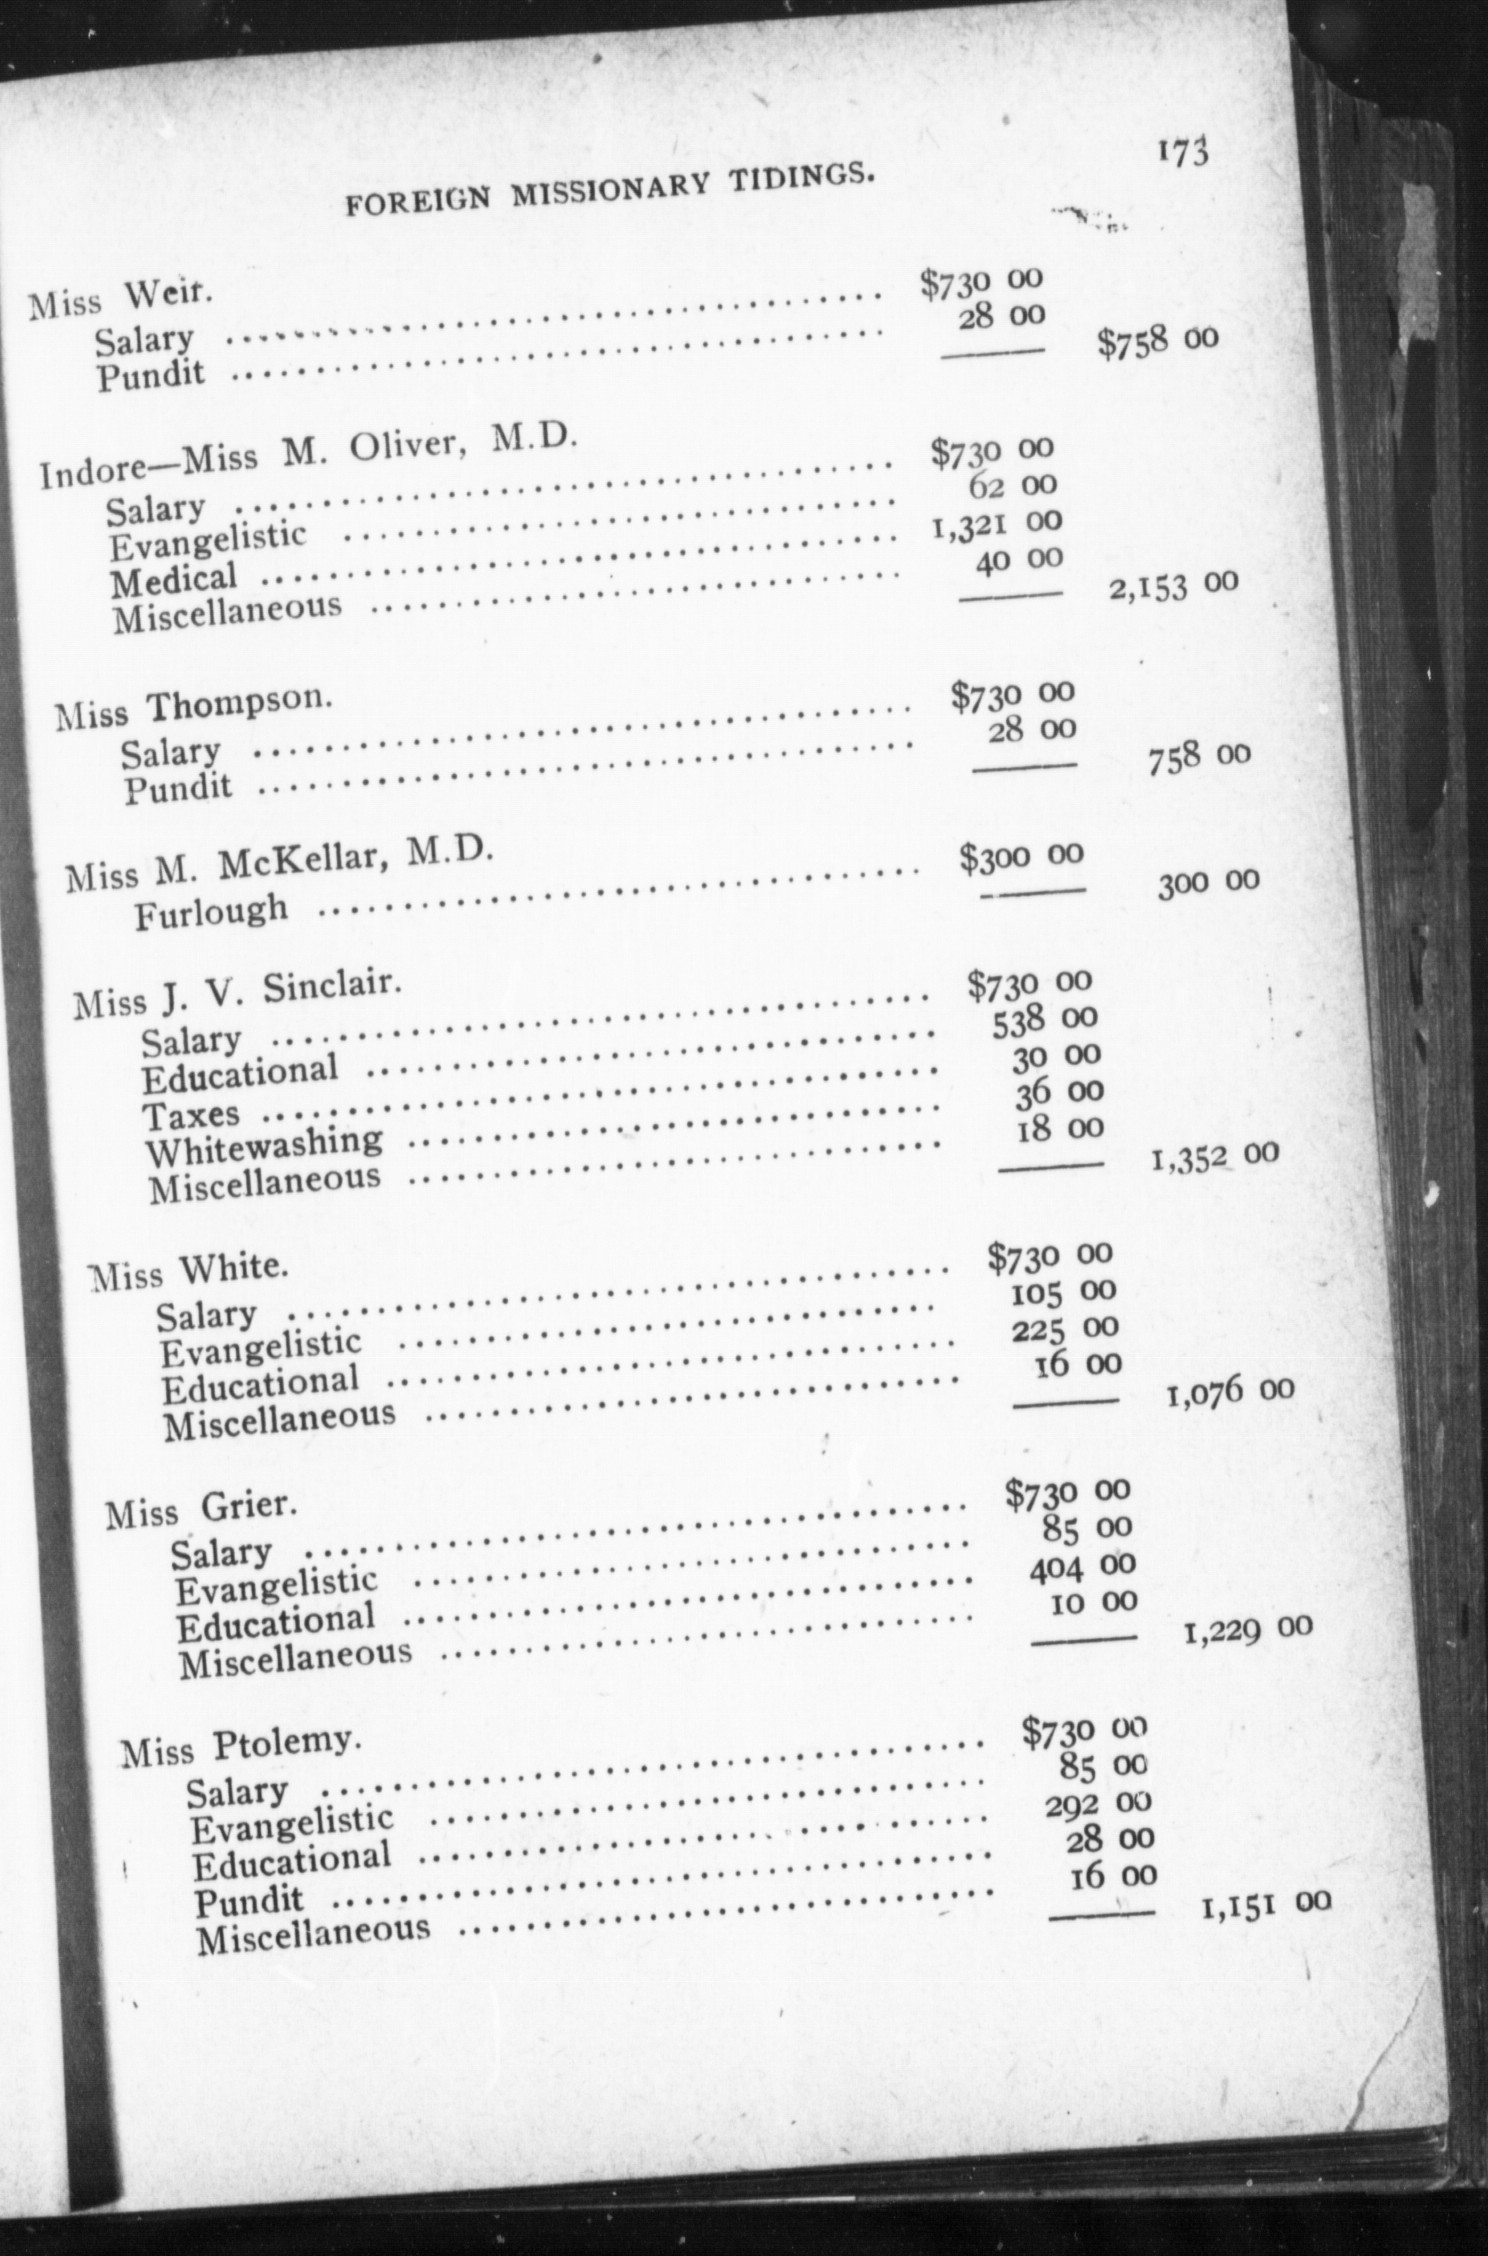 FOREIGN MISSIONARY TIDINGS. 173
Miss Weir.
Salary ........ $730 00
Pundit ........ 28 00
$758 00
Indore—Miss M. Oliver, M.D.
Salary ........ $730 00
Evangelistic ........ 62 00
Medical ........ 1,321 00
Miscellaneous ........ 40 00
2,153 00
Miss Thompson.
Salary ........ $730 00
Pundit ........ 28 00
758 00
Miss M. McKellar, M.D.
Furlough ........ $300 00
300 00
Miss J. V. Sinclair.
Salary ........ $730 00
Educational ........ 538 00
Taxes ........ 30 00
Whitewashing ........ 36 00
Miscellaneous ........ 18 00
1,352 00
Miss White.
Salary ........ $730 00
Evangelistic ........ 105 00
Educational ........ 225 00
Miscellaneous ........ 16 00
1,076 00
Miss Grier.
Salary ........ $730 00
Evangelistic ........ 85 00
Educational ........ 404 00
Miscellaneous ........ 10 00
1,229 00
Miss Ptolemy.
Salary ........ $730 00
Evangelistic ........ 85 00
Educational ........ 292 00
Pundit ........ 28 00
Miscellaneous ........ 16 00
1,151 00